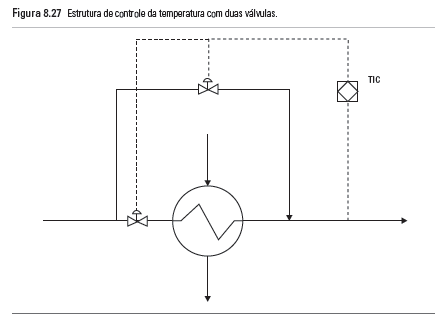 Figura 8.27 Estrutura de controle da temperatura com duas válvulas.
TIC